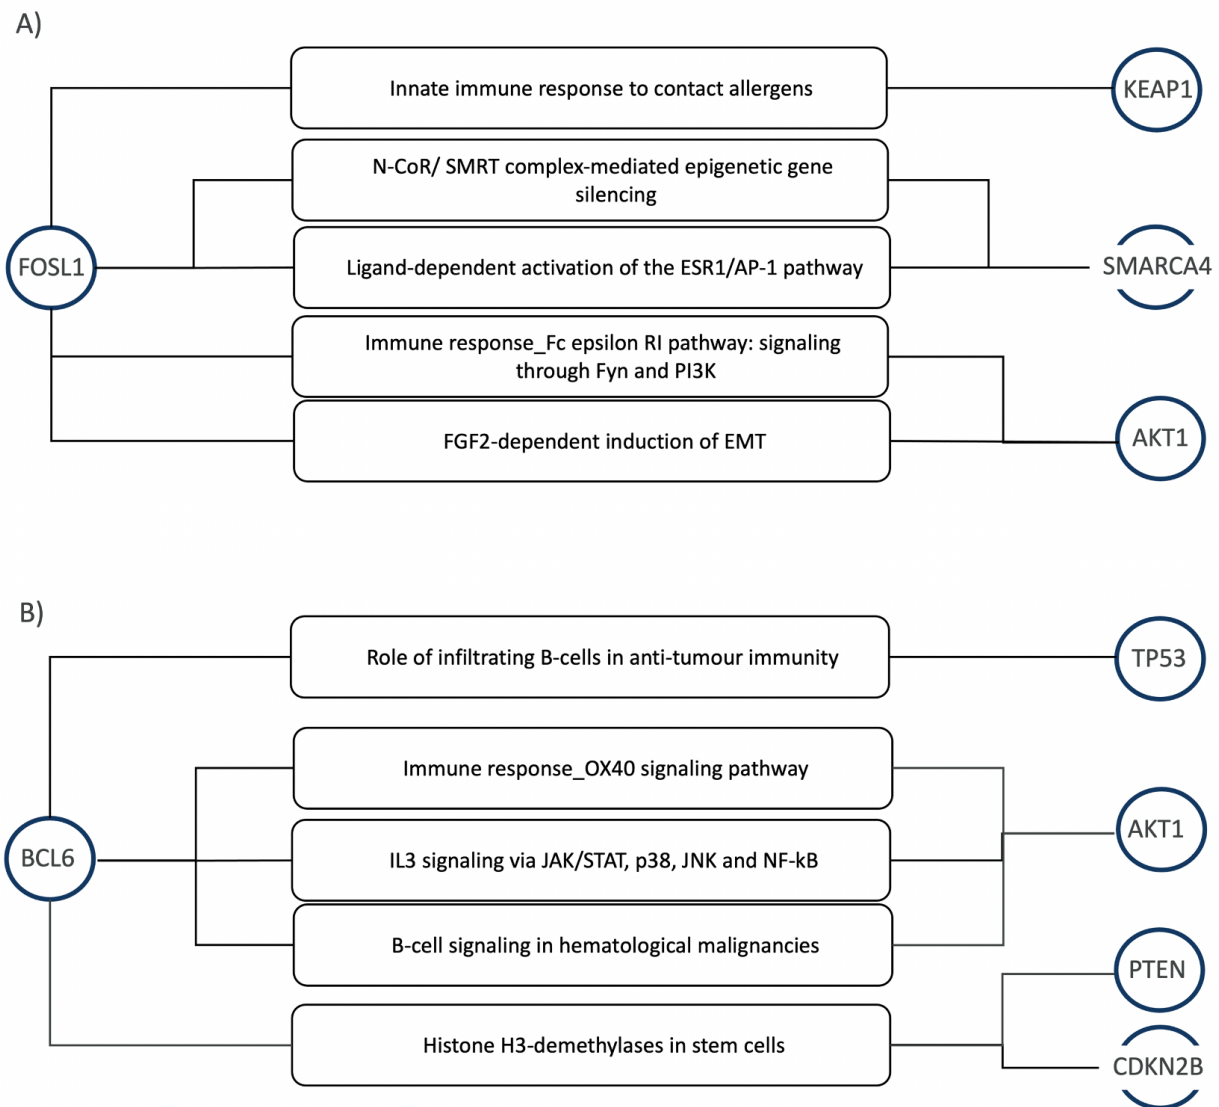 A)
Innate immune response to contact allergens
KEAP1
N-CoR/ SMRT complex-mediated epigenetic gene
silencing
FOSL1
Ligand-dependent activation of the ESR1/AP-1 pathway
SMARCA4
Immune response_Fc epsilon RI pathway: signaling
through Fyn and PI3K
FGF2-dependent induction of EMT
AKT1
B)
Role of infiltrating B-cells in anti-tumour immunity
TP53
Immune response_OX40 signaling pathway
AKT1
BCL6
IL3 signaling via JAK/STAT, p38, JNK and NF-kB
B-cell signaling in hematological malignancies
PTEN
Histone H3-demethylases in stem cells
CDKN2B